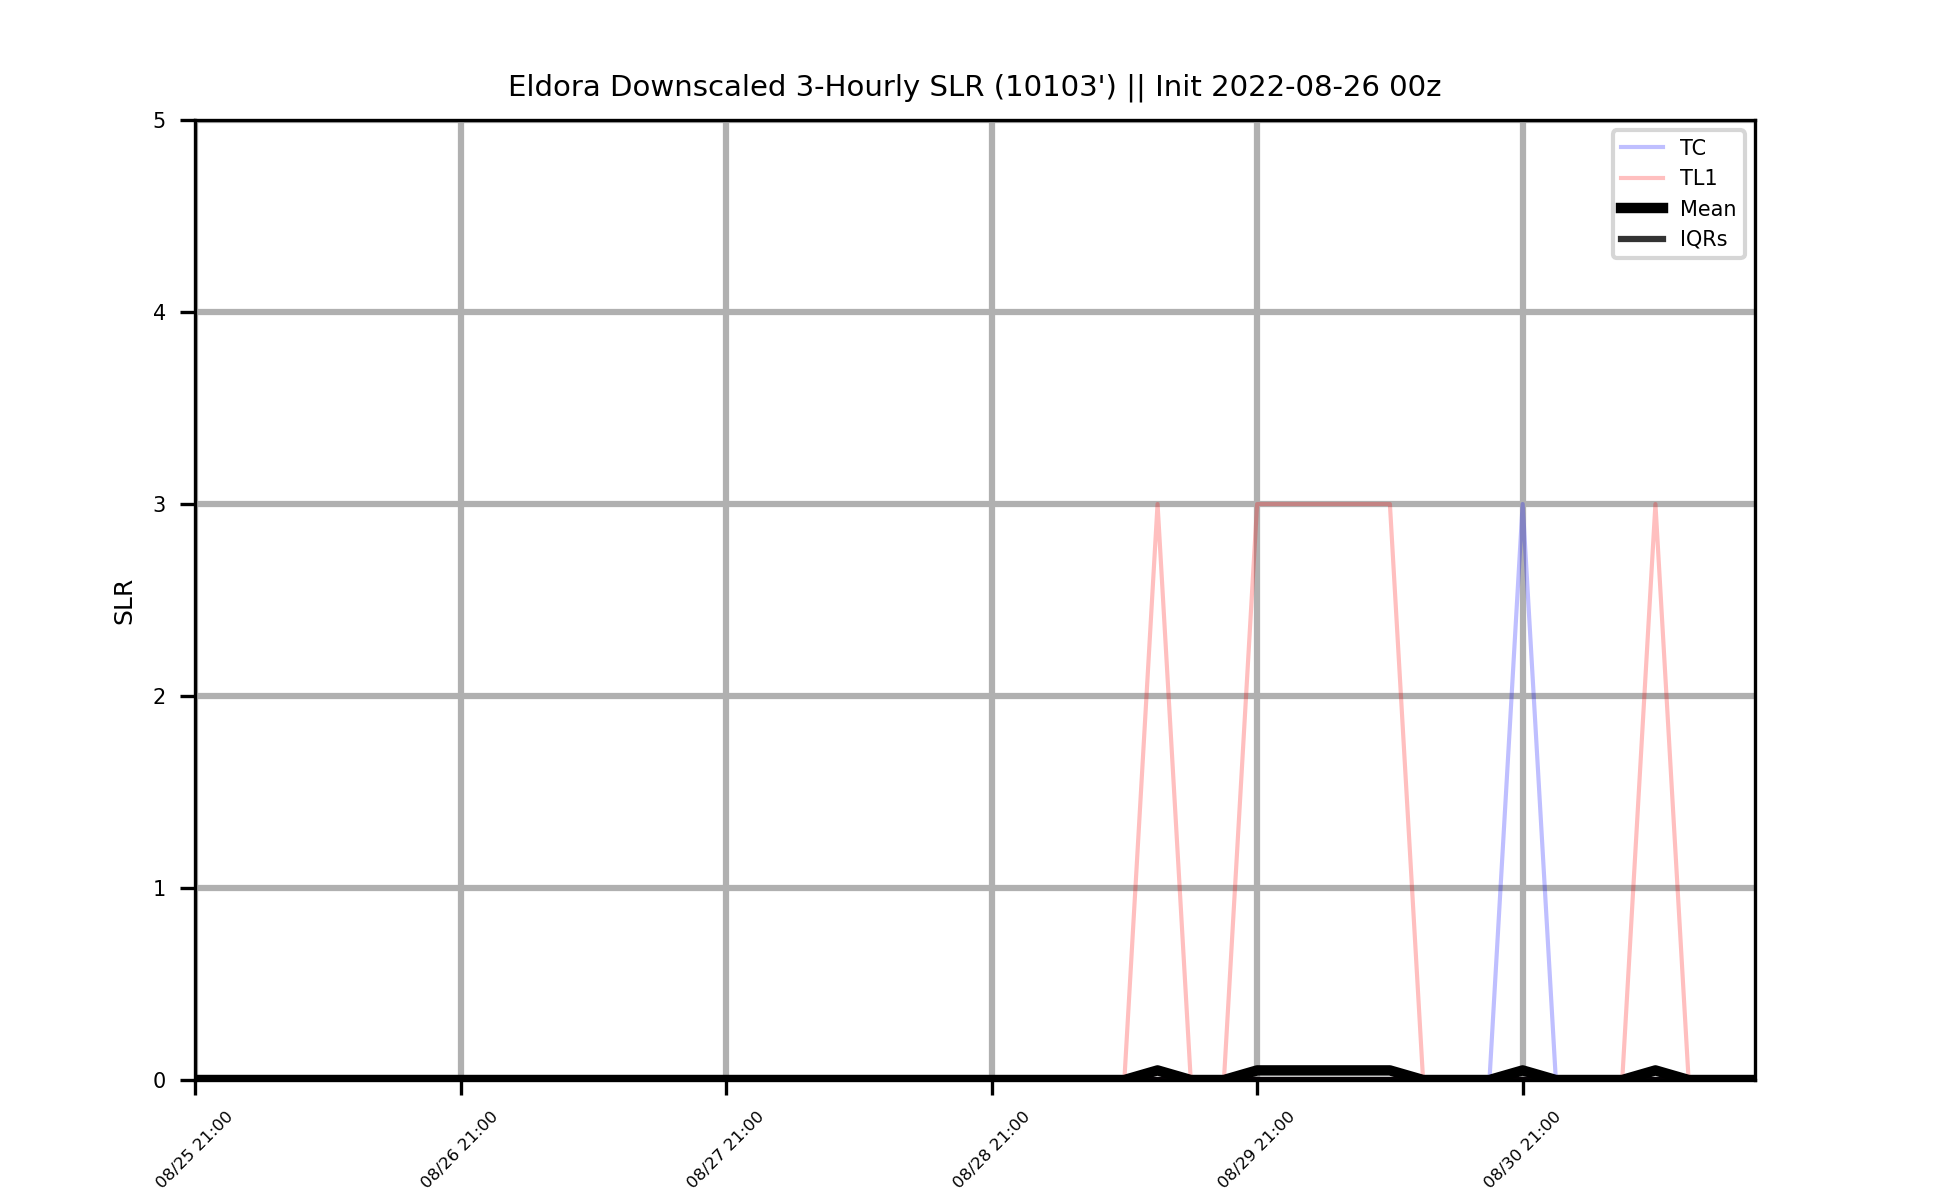 Eldora Downscaled 3-Hourly SLR (10103') || Init 2022-08-26 00z
5
4
3
2
1
0
SLR
TC
TL1
Mean
IQRs
08/25 21:00
08/26 21:00
08/27 21:00
08/28 21:00
08/29 21:00
08/30 21:00